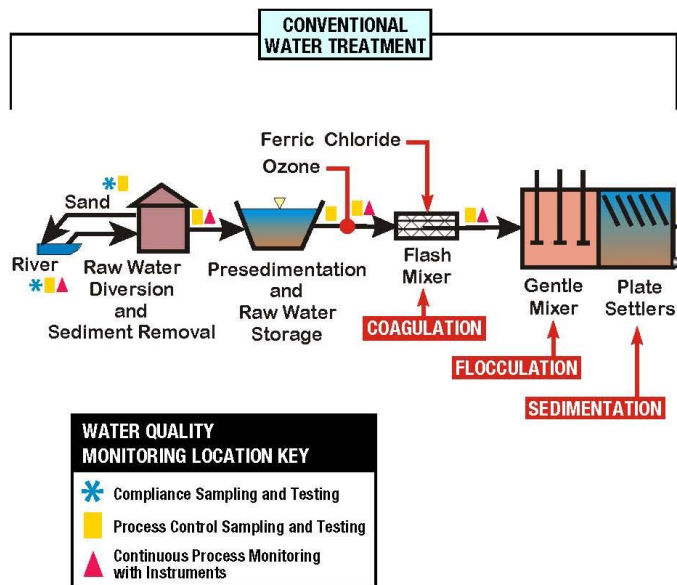 CONVENTIONAL
WATER TREATMENT
Ferric Chloride
Ozone
Sand
River
Raw Water
Diversion
and
Sediment Removal
Presedimentation
and
Raw Water
Storage
Flash
Mixer
Gentle
Mixer
Plate
Settlers
COAGULATION
FLOCCULATION
SEDIMENTATION
WATER QUALITY
MONITORING LOCATION KEY
Compliance Sampling and Testing
Process Control Sampling and Testing
Continuous Process Monitoring
with Instruments